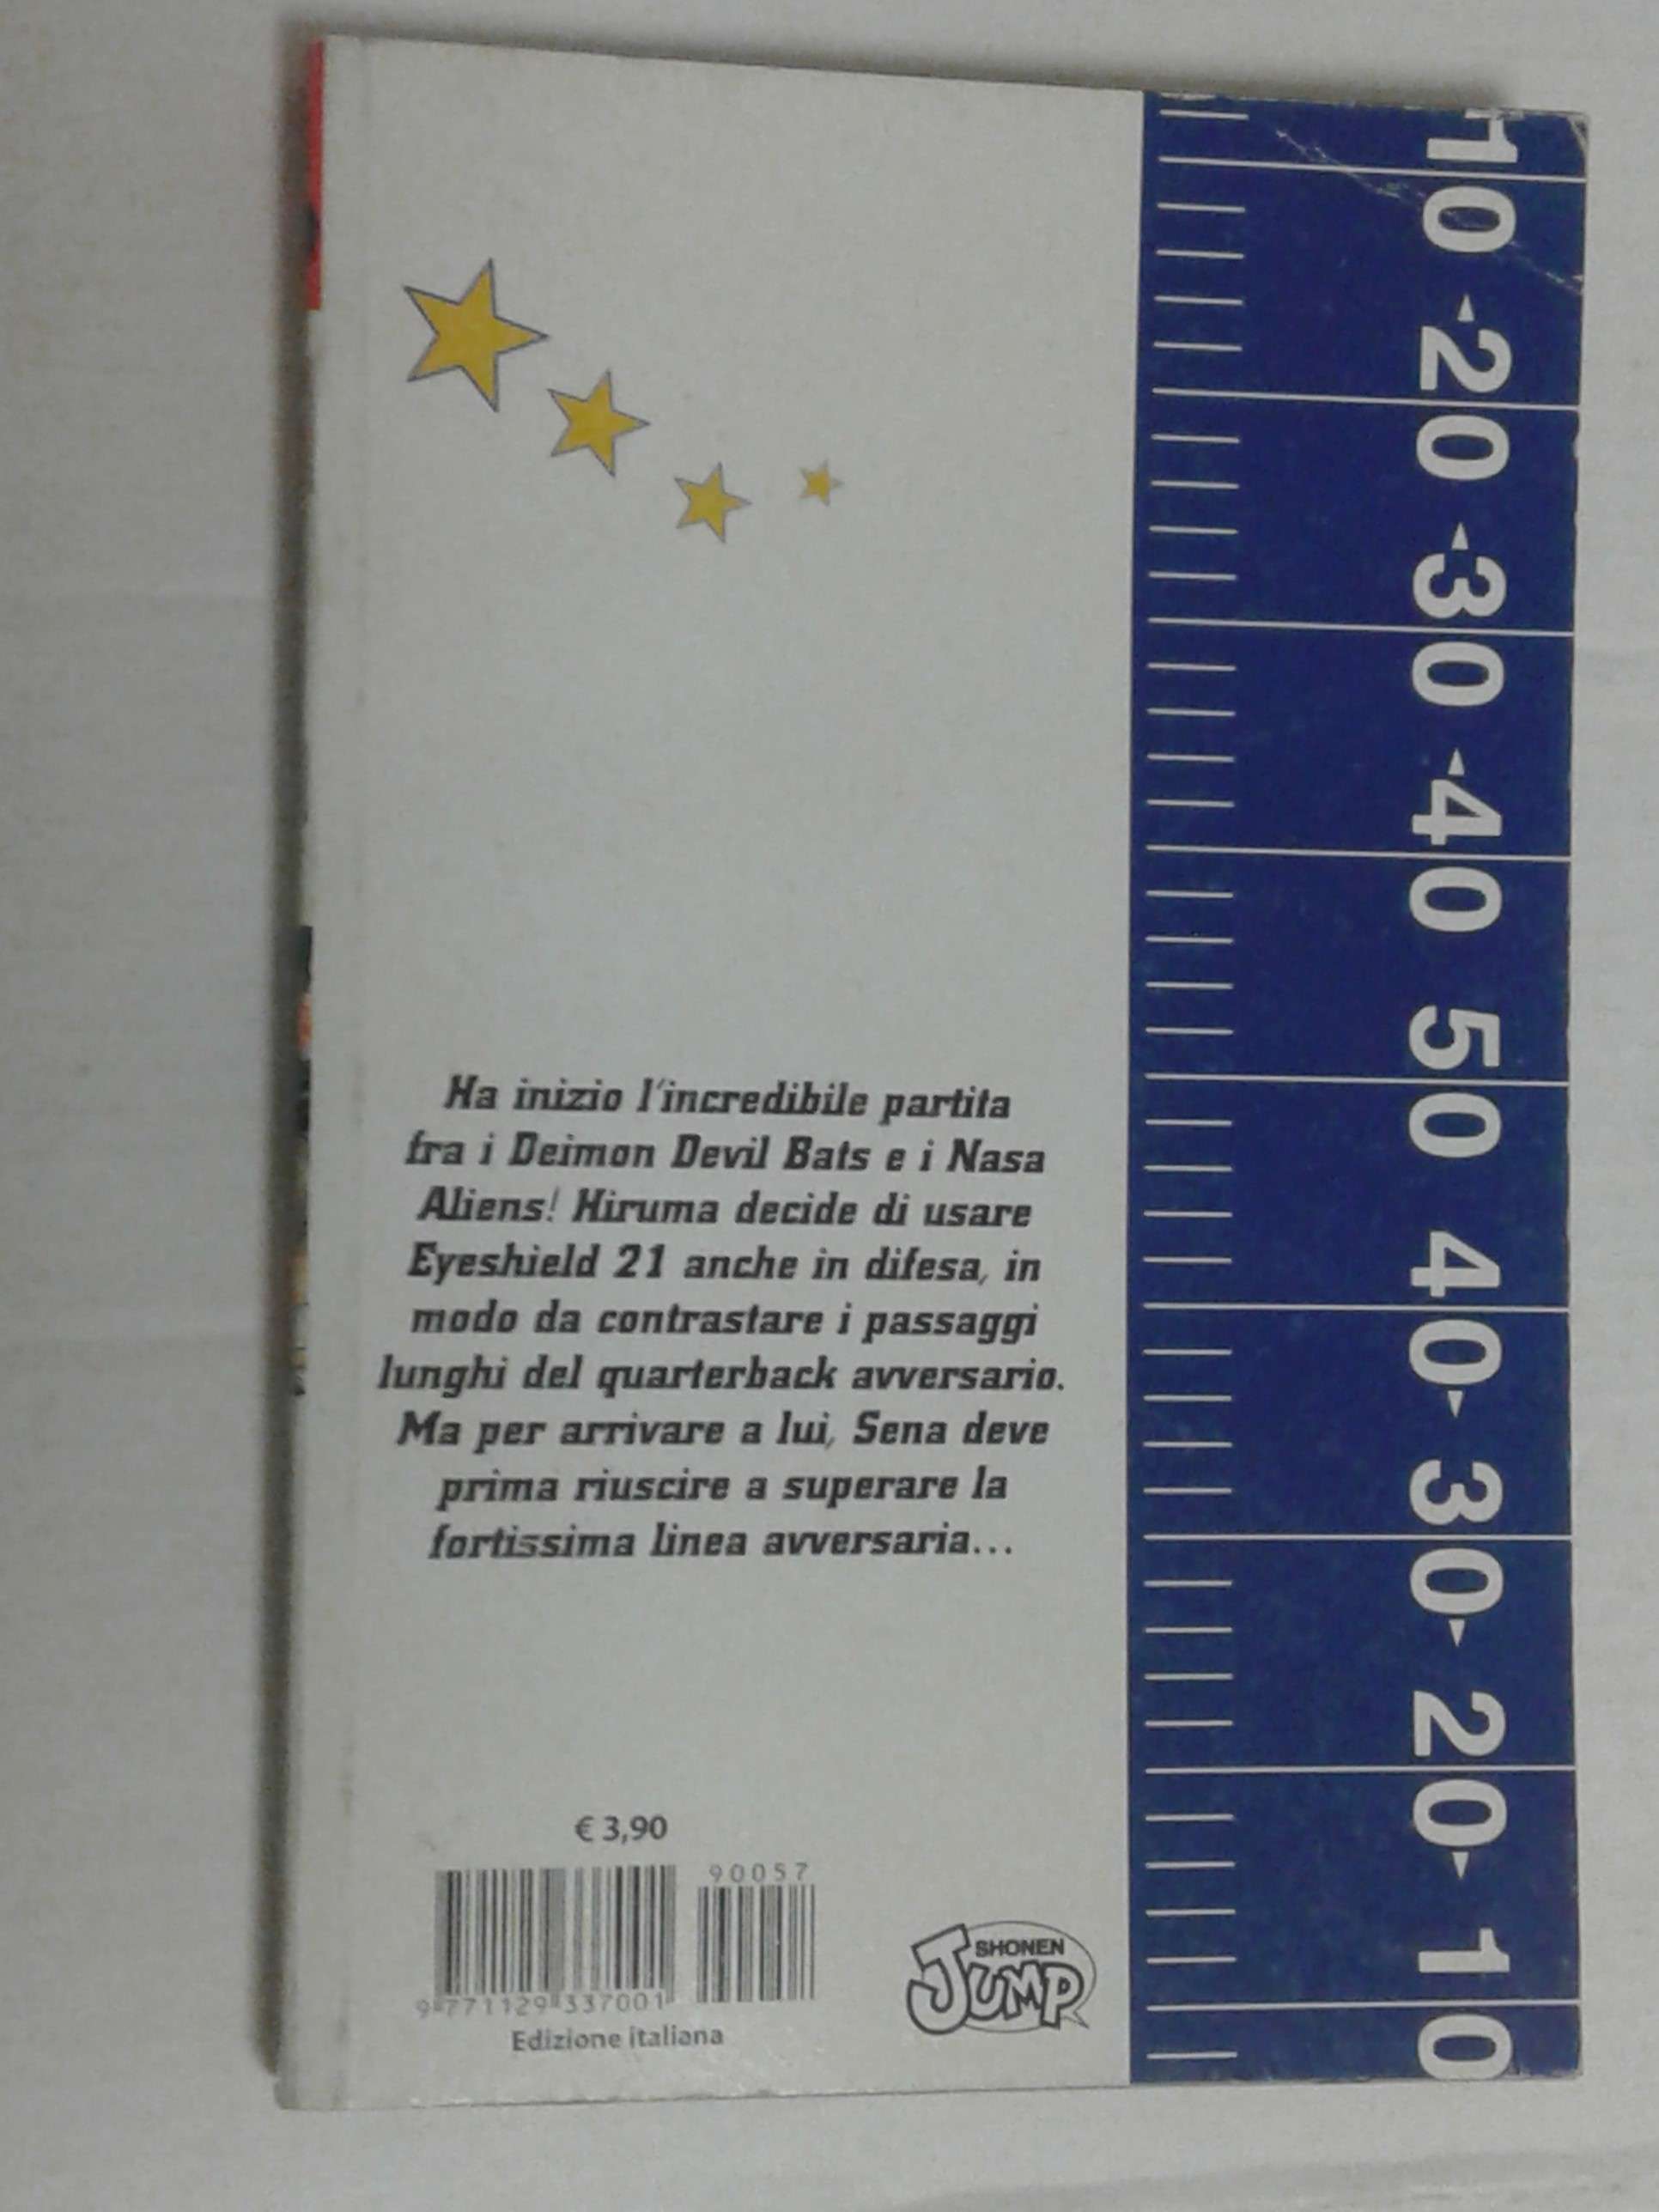 Ha inizio l'incredibile partita
fra i Deimon Devil Bats e i Nasa
Aliens! Hiruma decide di usare
Eyeshield 21 anche in difesa, in
modo da contrastare i passaggi
lunghi del quarterback avversario.
Ma per arrivare a lui, Sena deve
prima riuscire a superare la
fortissima linea avversaria...
€ 3,90
90057
9 771129 337001
Edizione italiana
SHONEN
JUMP
10 20 30 40 50 40 30 20 10